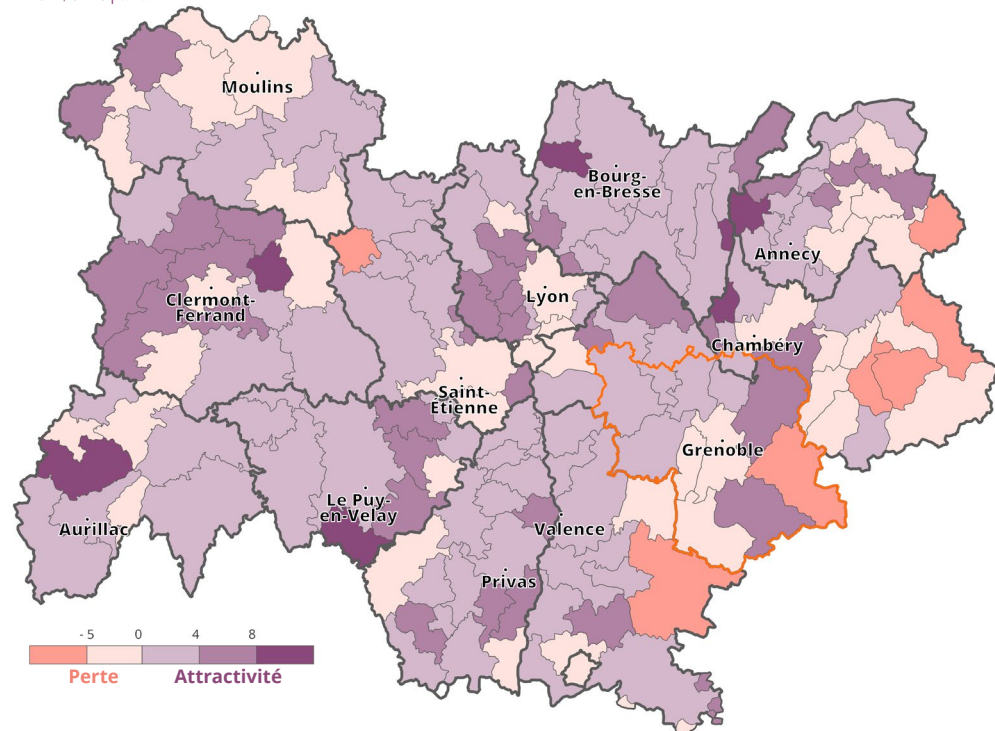 Moulins
Bourg-
en-Bresse
Annecy
Clermont-
Ferrand
Lyon
Chambéry
Saint-
Étienne
Grenoble
Le Puy-
en-Velay
Aurillac
Valence
Privas
- 5 0 4 8
Perte Attractivité